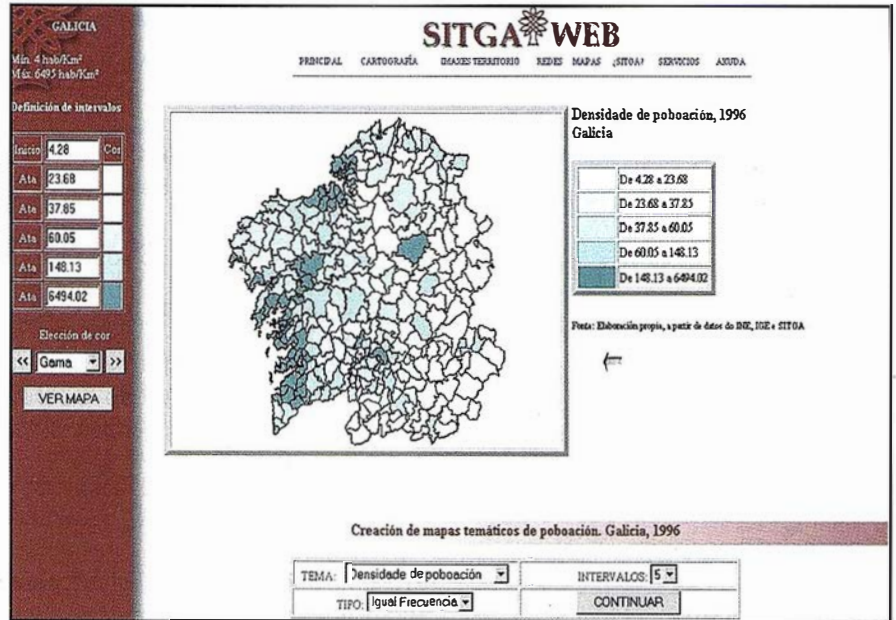 GALICIA
Mín. 4 hab/Km²
Máx. 6495 hab/Km²
Definición de intervalos
Inicio 4.28 Cor
Ata 23.68
Ata 37.85
Ata 60.05
Ata 148.13
Ata 6494.02
Elección de cor
<< Gama >>
VER MAPA
SITGA WEB
PRINCIPAL CARTOGRAFÍA IMAXES TERRITORIO REDES MAPAS ¿SITGA? SERVICIOS AXUDA
Densidade de poboación, 1996
Galicia
De 4.28 a 23.68
De 23.68 a 37.85
De 37.85 a 60.05
De 60.05 a 148.13
De 148.13 a 6494.02
Fonte: Elaboración propia, a partir de datos do INE, IGE e SITGA
Creación de mapas temáticos de poboación. Galicia, 1996
TEMA: Densidade de poboación INTERVALOS: 5
TIPO: Igual Frecuencia CONTINUAR